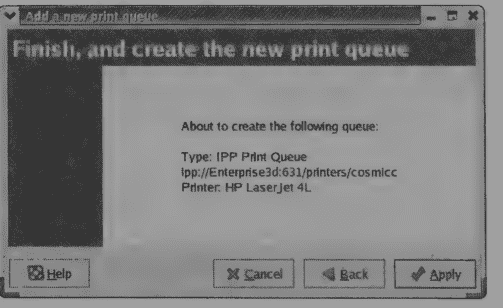 Add a new print queue
Finish, and create the new print queue
About to create the following queue:
Type: IPP Print Queue
ipp://Enterprise3d:631/printers/cosmicc
Printer: HP LaserJet 4L
Help
Cancel
Back
Apply